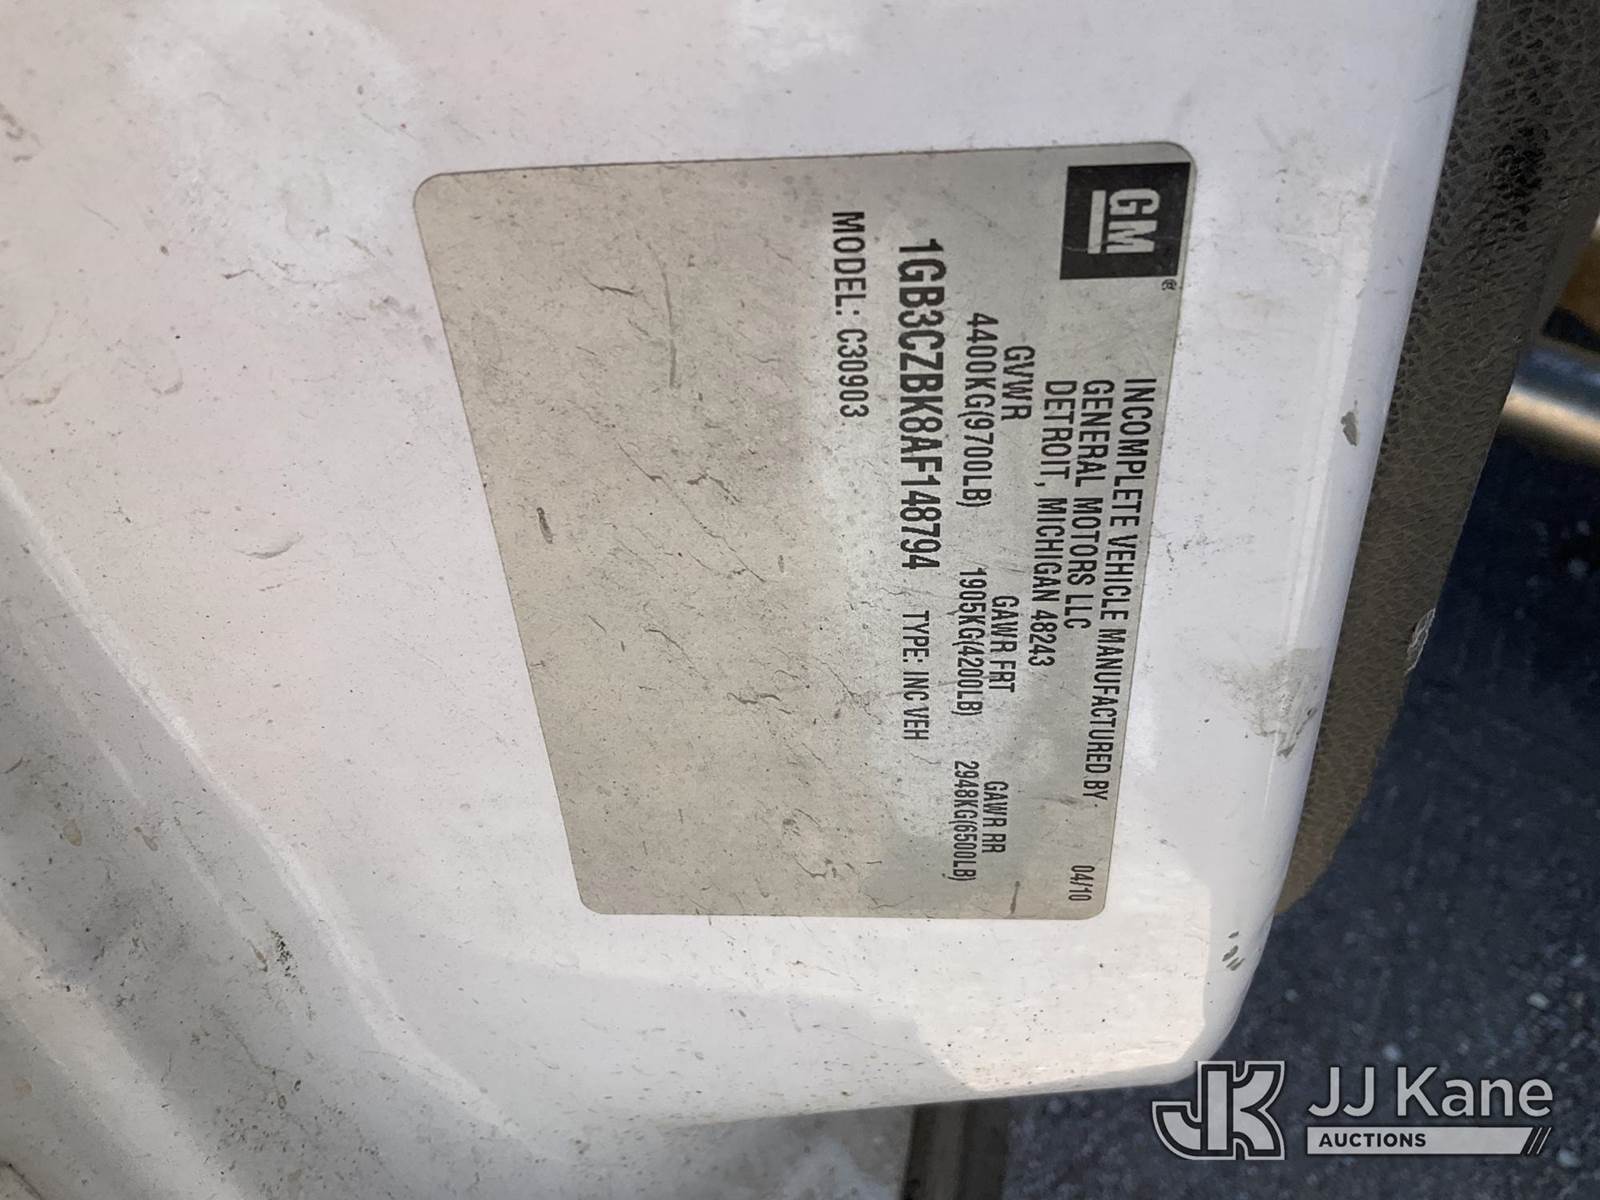 GM®
INCOMPLETE VEHICLE MANUFACTURED BY
GENERAL MOTORS LLC
DETROIT, MICHIGAN 48243 04/10
GVWR GAWR FRT GAWR RR
4400KG(9700LB) 1905KG(4200LB) 2948KG(6500LB)
1GB3CZBK8AF148794 TYPE: INC VEH
MODEL: C30903
JK JJ Kane
AUCTIONS